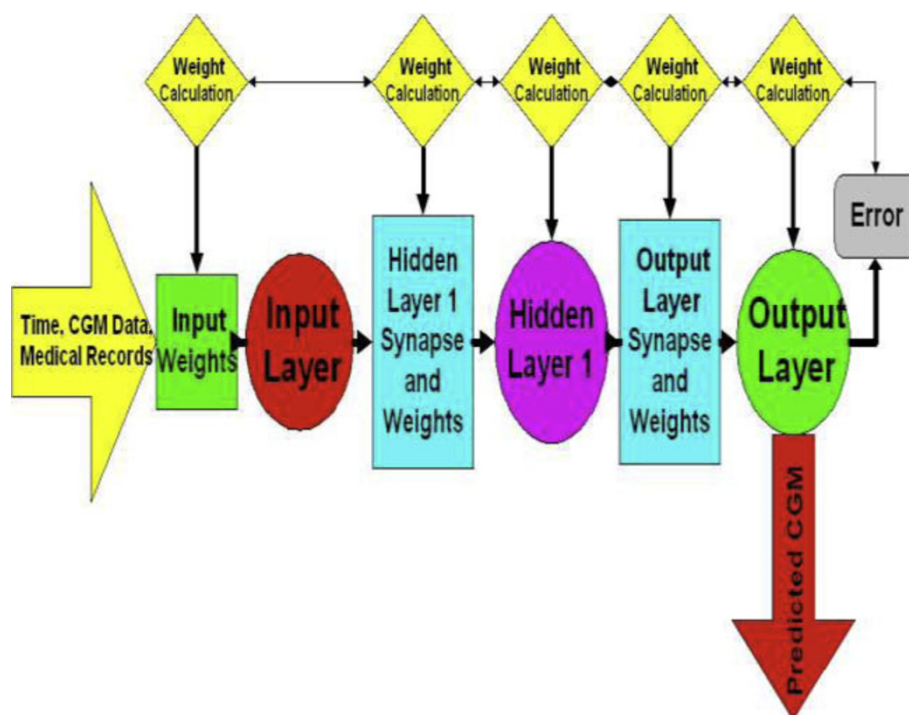 Weight
Calculation
Weight
Calculation
Weight
Calculation
Weight
Calculation
Weight
Calculation
Error
Time, CGM Data,
Medical Records
Input
Weights
Input
Layer
Hidden
Layer 1
Synapse
and
Weights
Hidden
Layer 1
Output
Layer
Synapse
and
Weights
Output
Layer
Predicted CGM